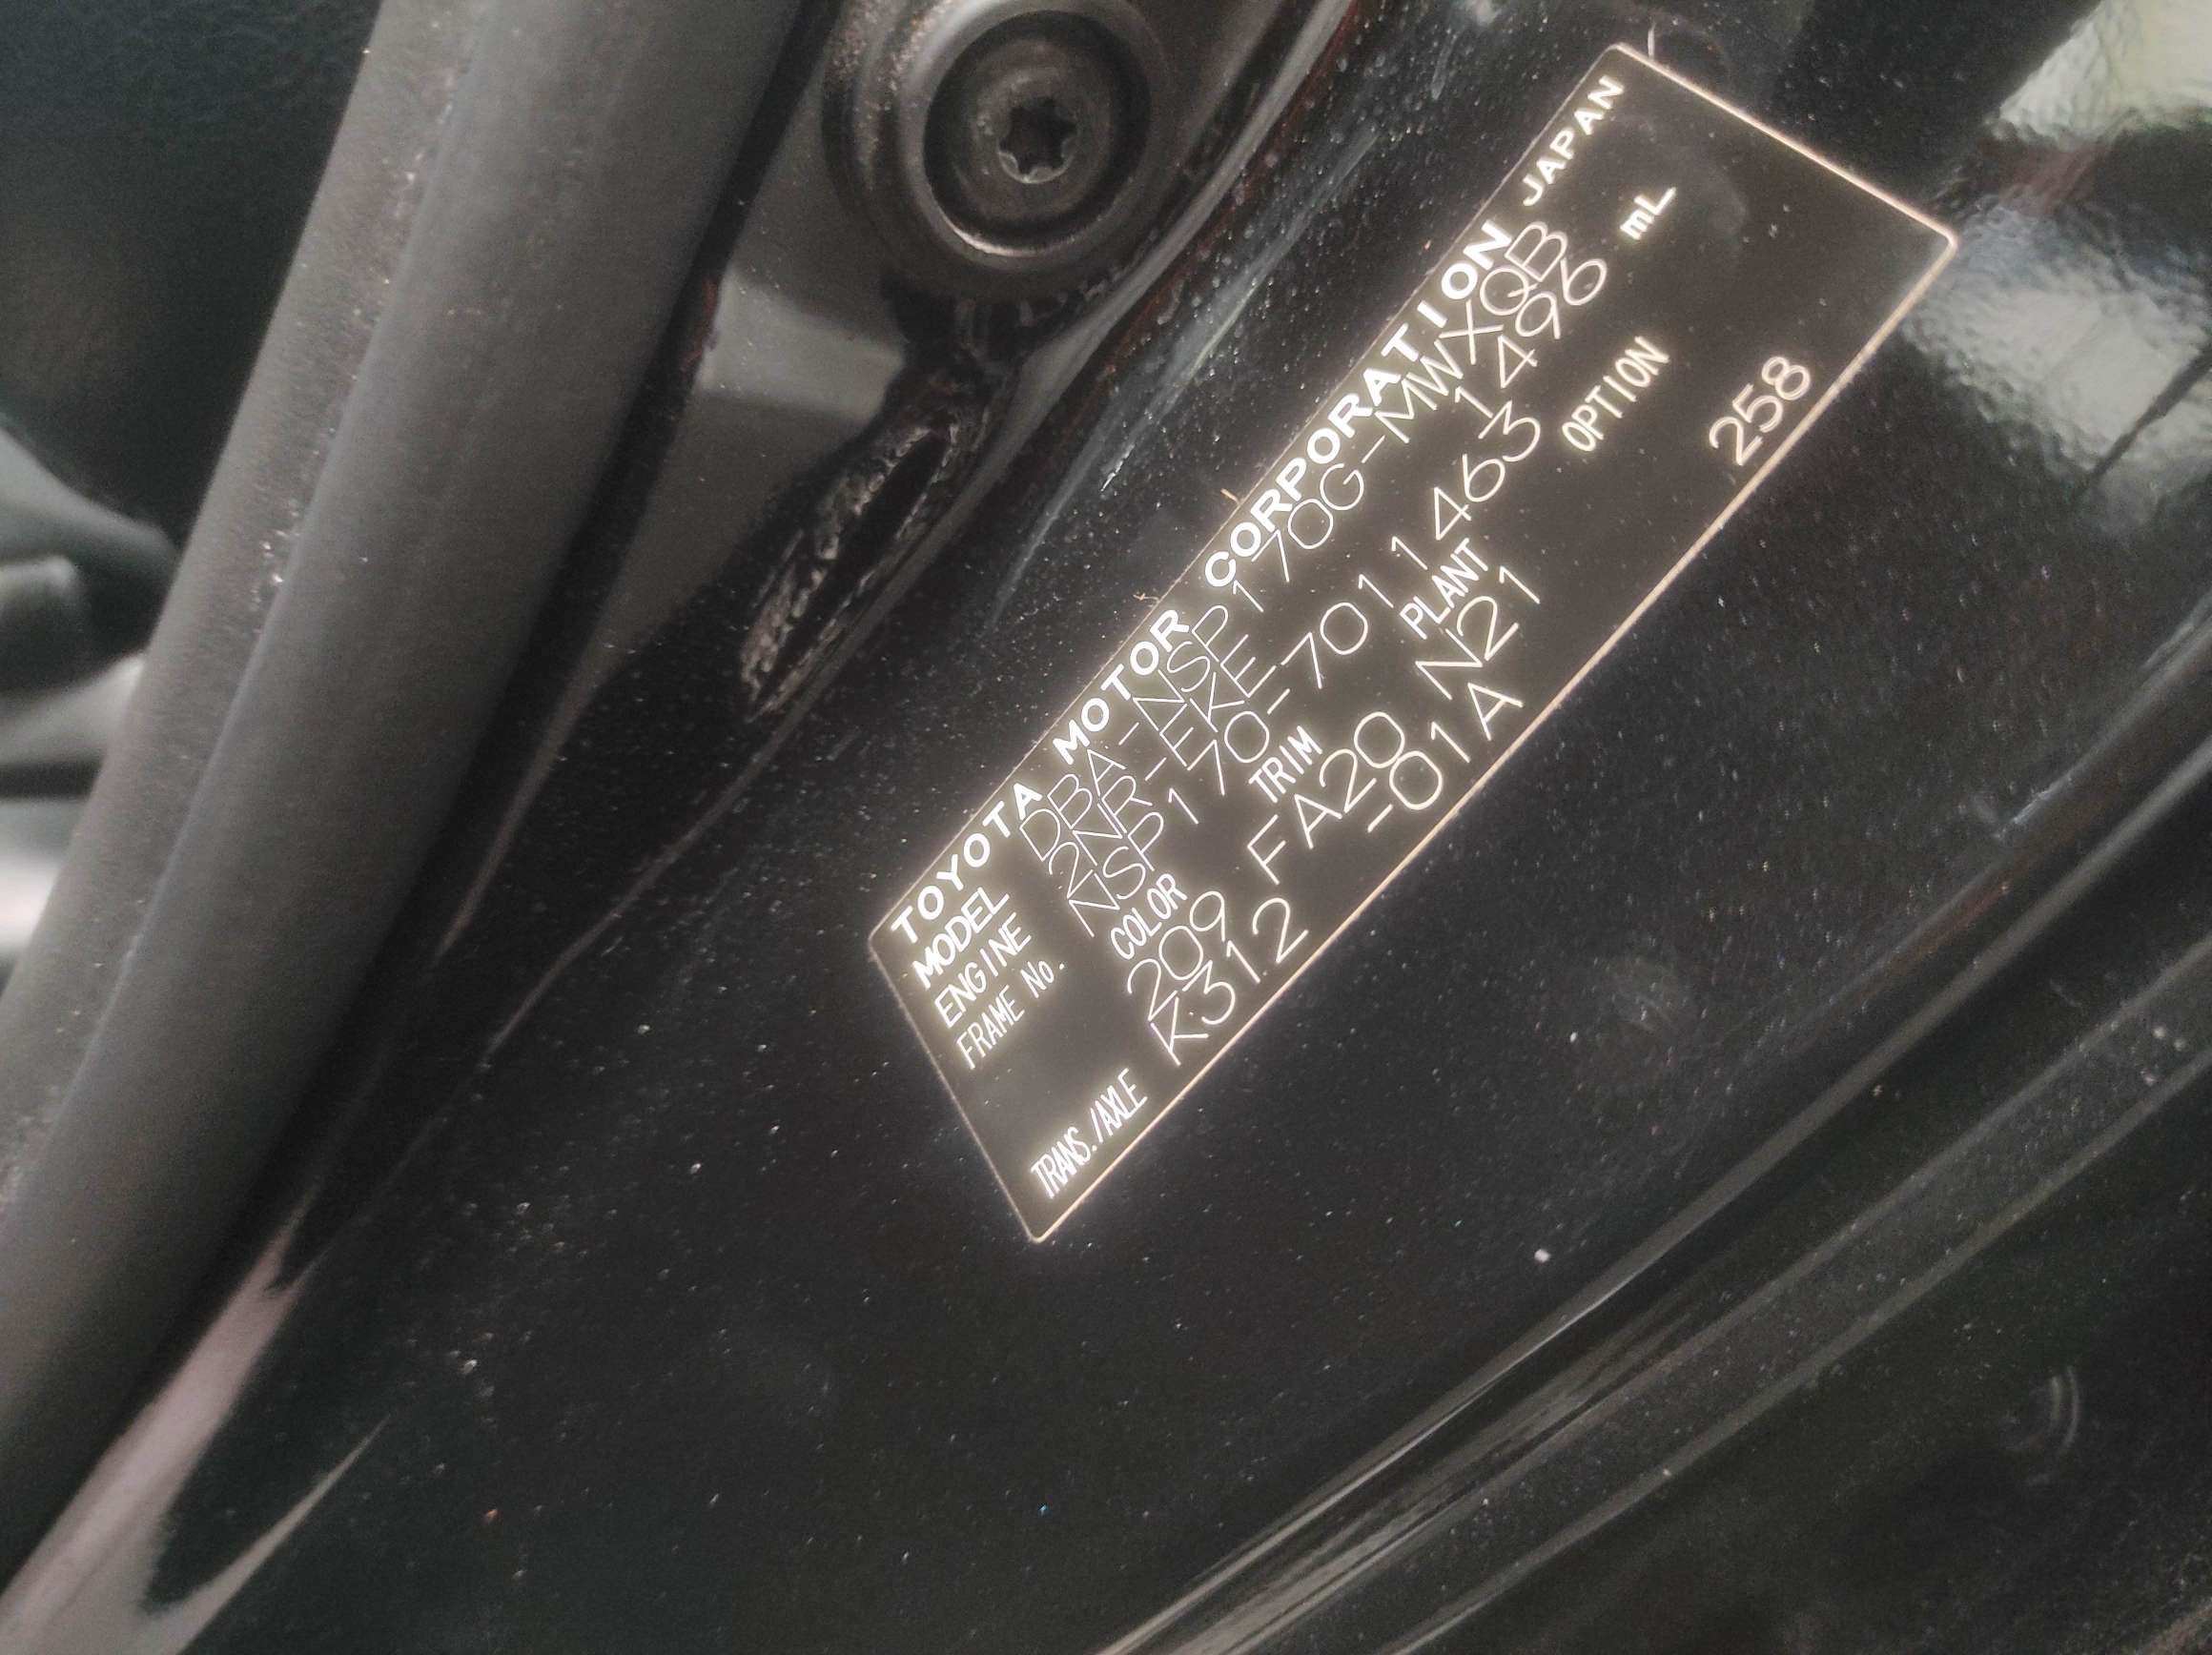 TOYOTA MOTOR CORPORATION JAPAN
MODEL DBA-NSP170G-MWXQB
ENGINE 2NR-FKE 1496 mL
FRAME No. NSP170-7011463
COLOR TRIM PLANT OPTION
209 FA20 N21
TRANS./AXLE K312 -01A 258